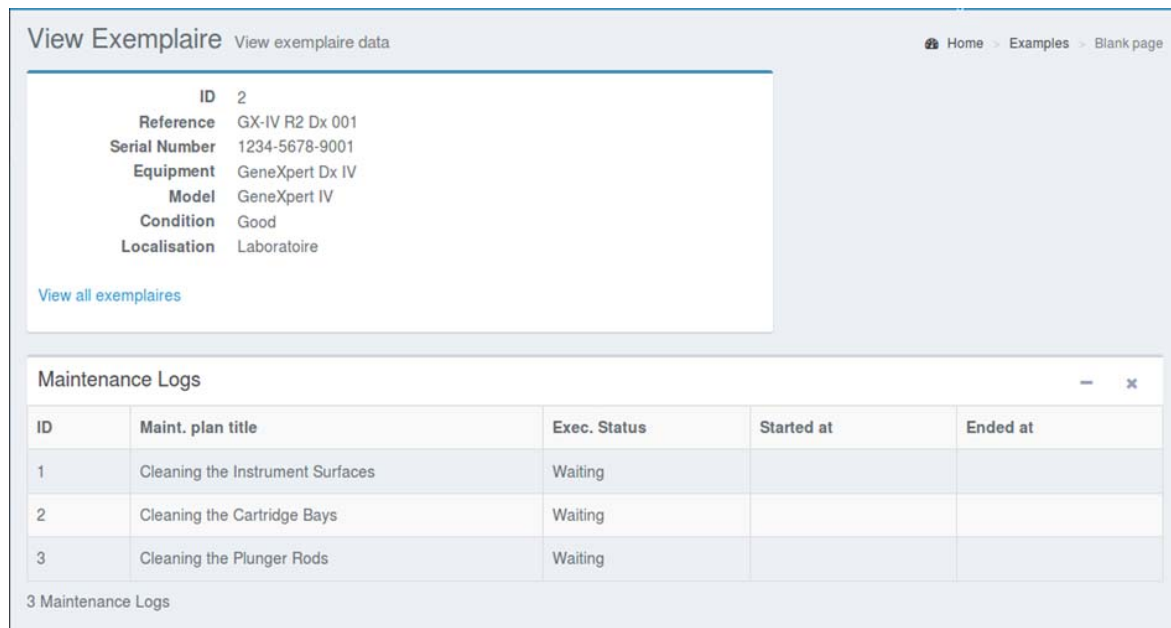 View Exemplaire View exemplaire data
Home > Examples > Blank page
ID 2
Reference GX-IV R2 Dx 001
Serial Number 1234-5678-9001
Equipment GeneXpert Dx IV
Model GeneXpert IV
Condition Good
Localisation Laboratoire
View all exemplaires
Maintenance Logs
ID Maint. plan title Exec. Status Started at Ended at
1 Cleaning the Instrument Surfaces Waiting
2 Cleaning the Cartridge Bays Waiting
3 Cleaning the Plunger Rods Waiting
3 Maintenance Logs